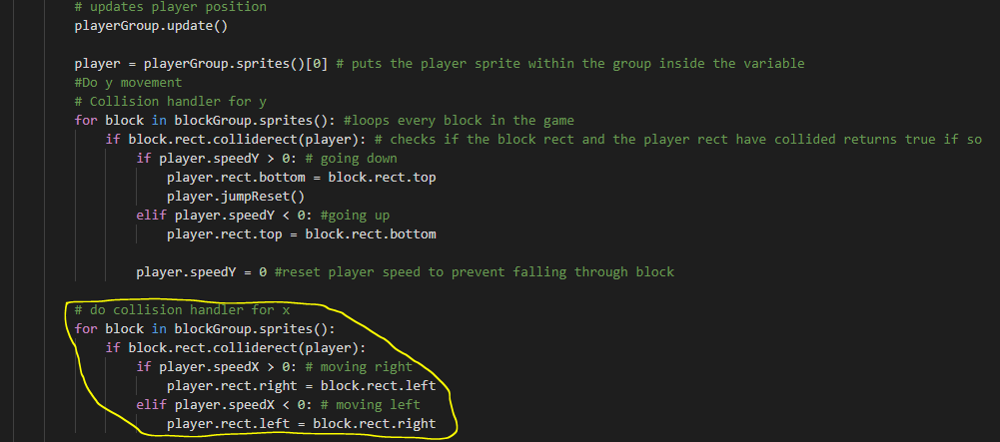 # updates player position
playerGroup.update()
player = playerGroup.sprites()[0] # puts the player sprite within the group inside the variable
#Do y movement
# Collision handler for y
for block in blockGroup.sprites(): #loops every block in the game
if block.rect.colliderect(player): # checks if the block rect and the player rect have collided returns true if so
if player.speedY > 0: # going down
player.rect.bottom = block.rect.top
player.jumpReset()
elif player.speedY < 0: #going up
player.rect.top = block.rect.bottom
player.speedY = 0 #reset player speed to prevent falling through block
# do collision handler for x
for block in blockGroup.sprites():
if block.rect.colliderect(player):
if player.speedX > 0: # moving right
player.rect.right = block.rect.left
elif player.speedX < 0: # moving left
player.rect.left = block.rect.right